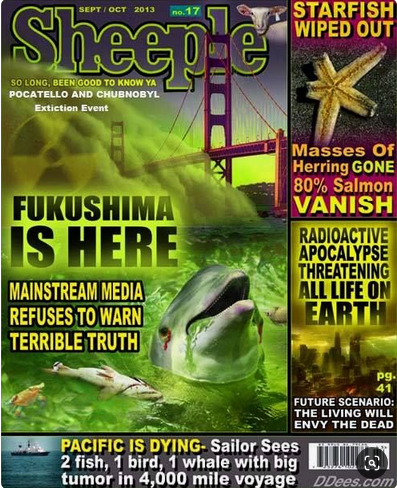 SEPT / OCT 2013
no.17
Sheeple
SO LONG, BEEN GOOD TO KNOW YA
POCATELLO AND CHUBNOBYL
Extiction Event
FUKUSHIMA
IS HERE
MAINSTREAM MEDIA
REFUSES TO WARN
TERRIBLE TRUTH
STARFISH
WIPED OUT
Masses Of
Herring GONE
80% Salmon
VANISH
RADIOACTIVE
APOCALYPSE
THREATENING
ALL LIFE ON
EARTH
pg.
41
FUTURE SCENARIO:
THE LIVING WILL
ENVY THE DEAD
PACIFIC IS DYING- Sailor Sees
2 fish, 1 bird, 1 whale with big
tumor in 4,000 mile voyage
DDees.com